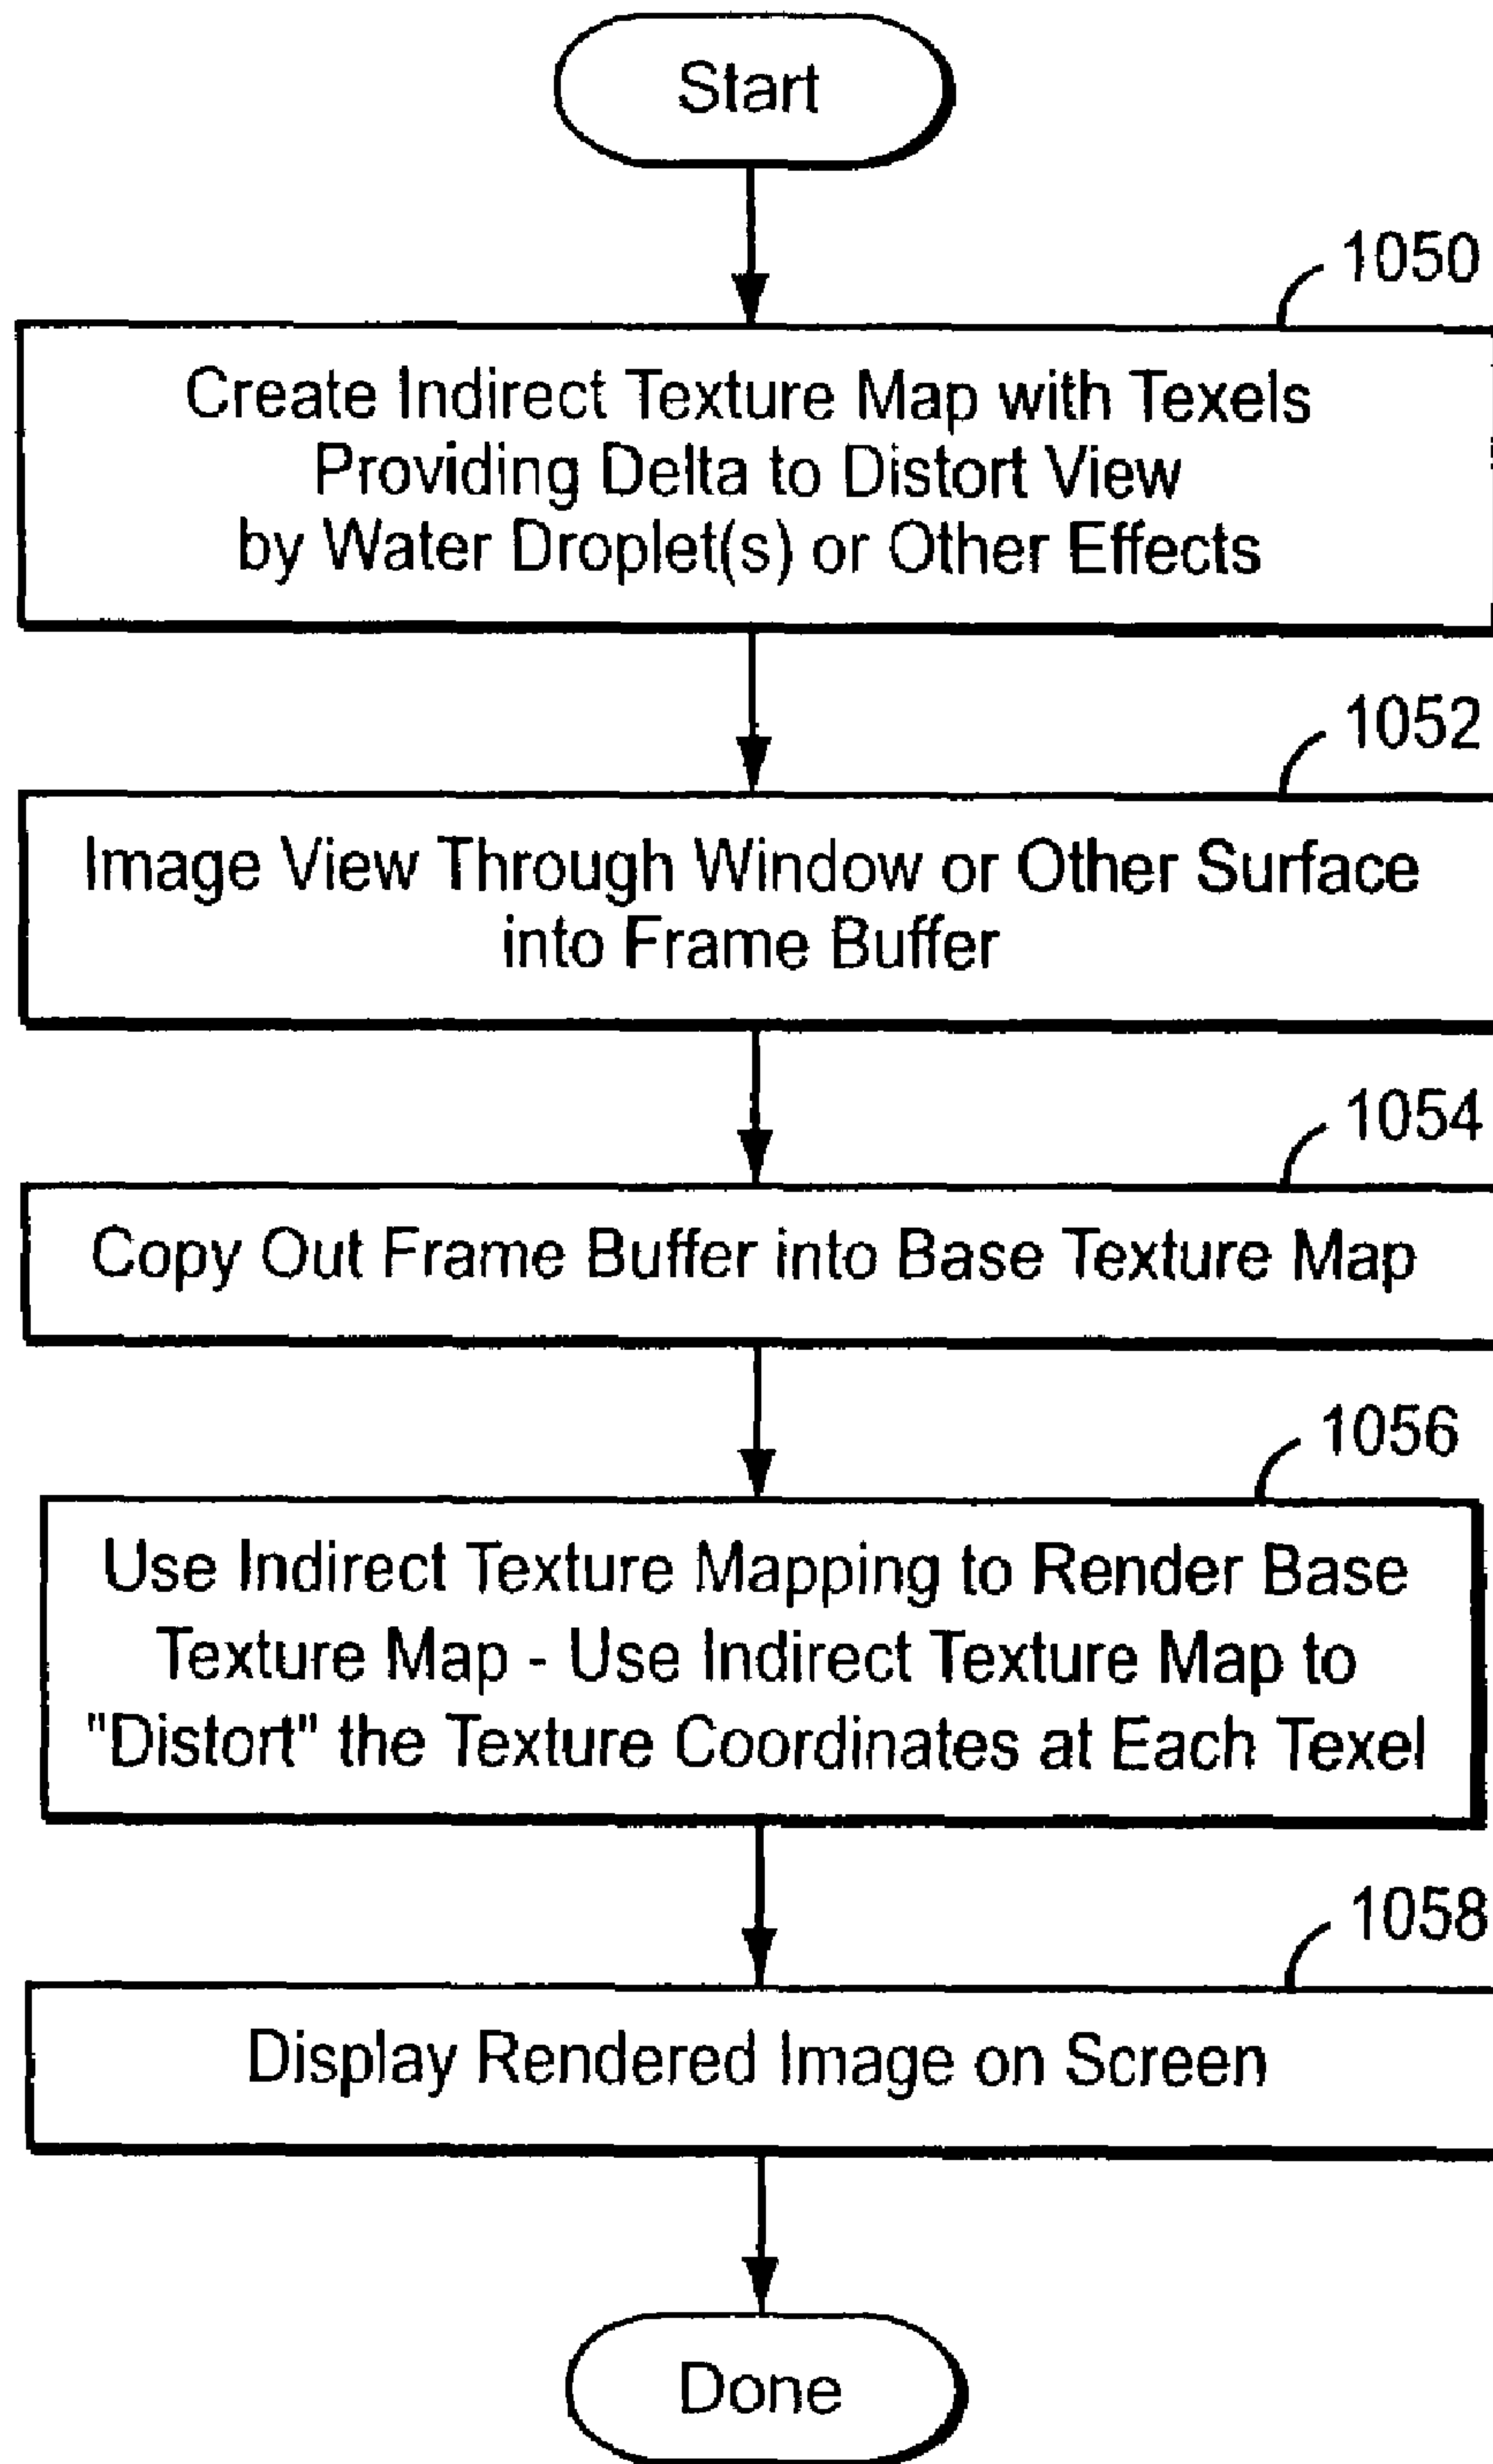 Start
1050
Create Indirect Texture Map with Texels
Providing Delta to Distort View
by Water Droplet(s) or Other Effects
1052
Image View Through Window or Other Surface
into Frame Buffer
1054
Copy Out Frame Buffer into Base Texture Map
1056
Use Indirect Texture Mapping to Render Base
Texture Map - Use Indirect Texture Map to
"Distort" the Texture Coordinates at Each Texel
1058
Display Rendered Image on Screen
Done